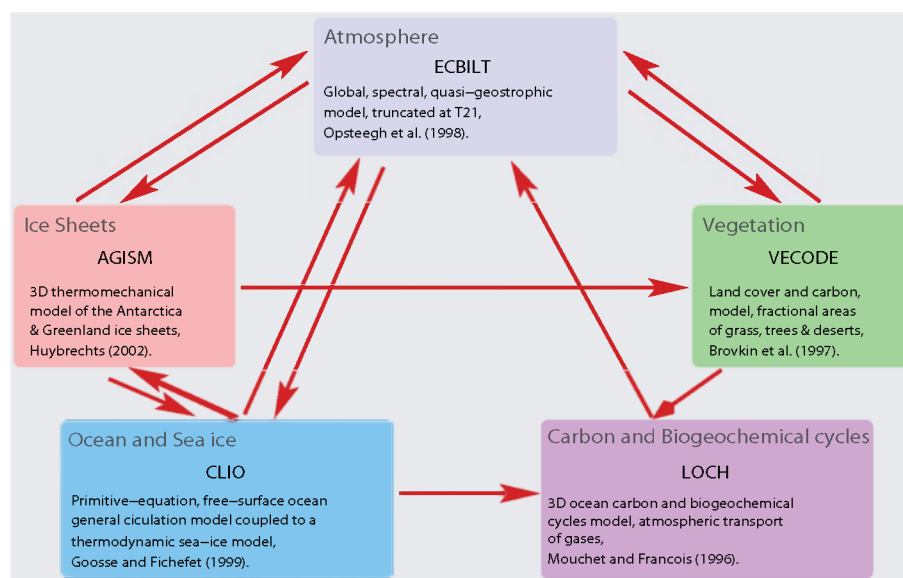 Atmosphere
ECBILT
Global, spectral, quasi−geostrophic
model, truncated at T21,
Opsteegh et al. (1998).
Ice Sheets
AGISM
3D thermomechanical
model of the Antarctica
& Greenland ice sheets,
Huybrechts (2002).
Vegetation
VECODE
Land cover and carbon,
model, fractional areas
of grass, trees & deserts,
Brovkin et al. (1997).
Ocean and Sea ice
CLIO
Primitive−equation, free−surface ocean
general ciculation model coupled to a
thermodynamic sea−ice model,
Goosse and Fichefet (1999).
Carbon and Biogeochemical cycles
LOCH
3D ocean carbon and biogeochemical
cycles model, atmospheric transport
of gases,
Mouchet and Francois (1996).